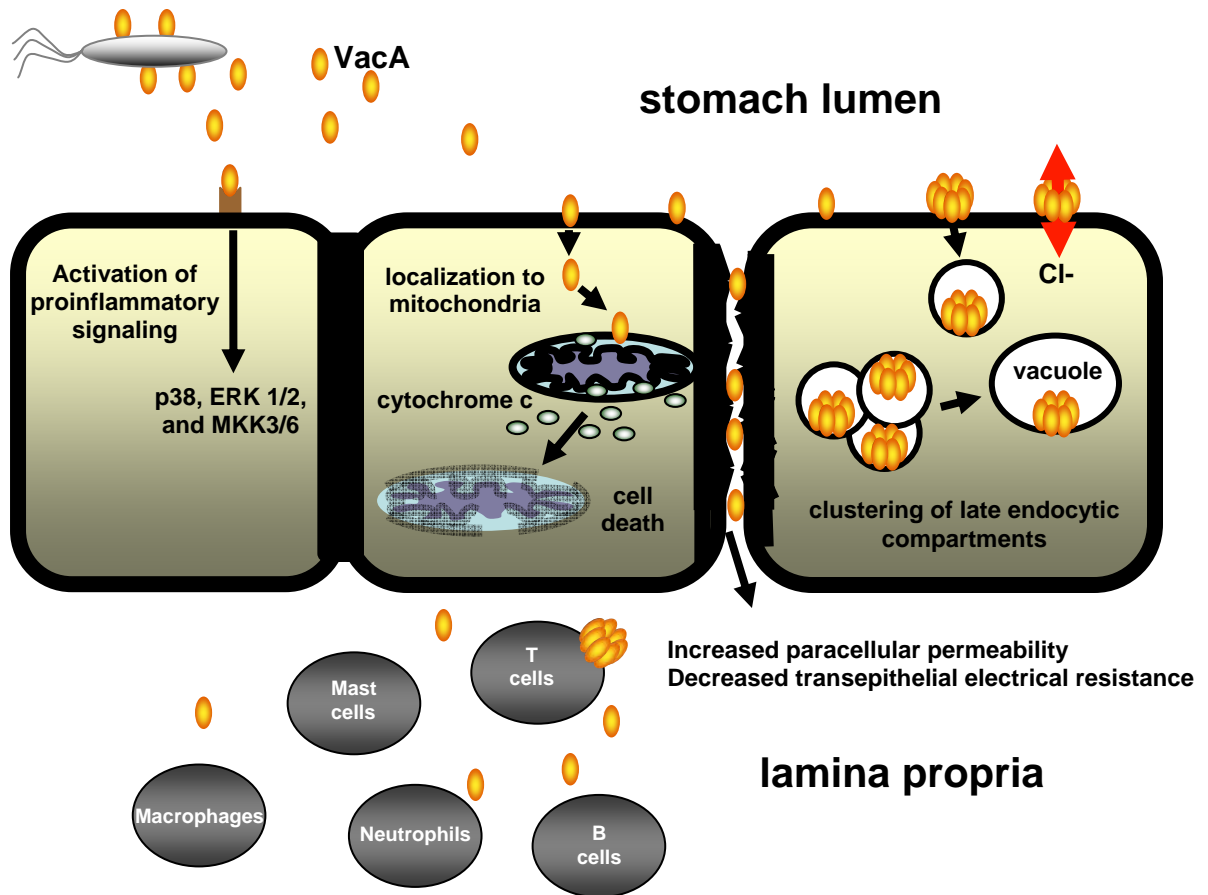 VacA
stomach lumen
Activation of
proinflammatory
signaling
p38, ERK 1/2,
and MKK3/6
localization to
mitochondria
cytochrome c
cell
death
Cl-
vacuole
clustering of late endocytic
compartments
Increased paracellular permeability
Decreased transepithelial electrical resistance
T
cells
Mast
cells
lamina propria
Macrophages
Neutrophils
B
cells